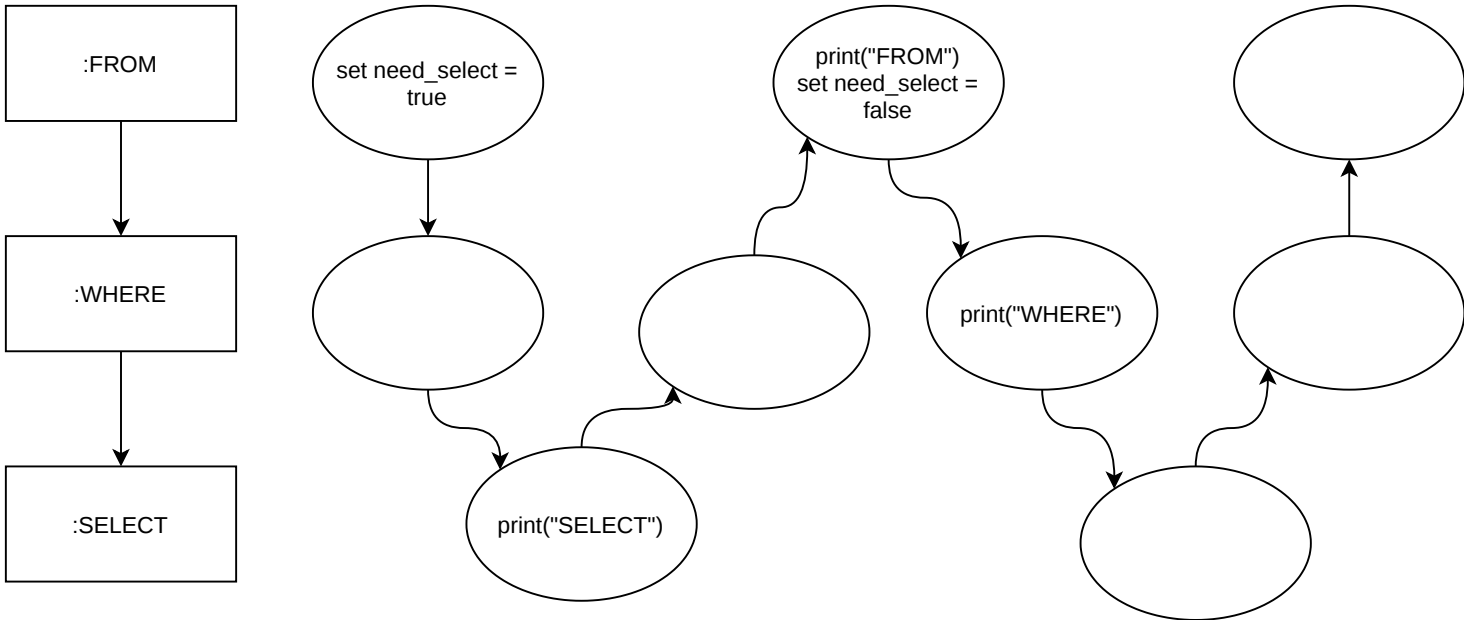 :FROM
:WHERE
:SELECT
set need_select =
true
print("SELECT")
print("FROM")
set need_select =
false
print("WHERE")